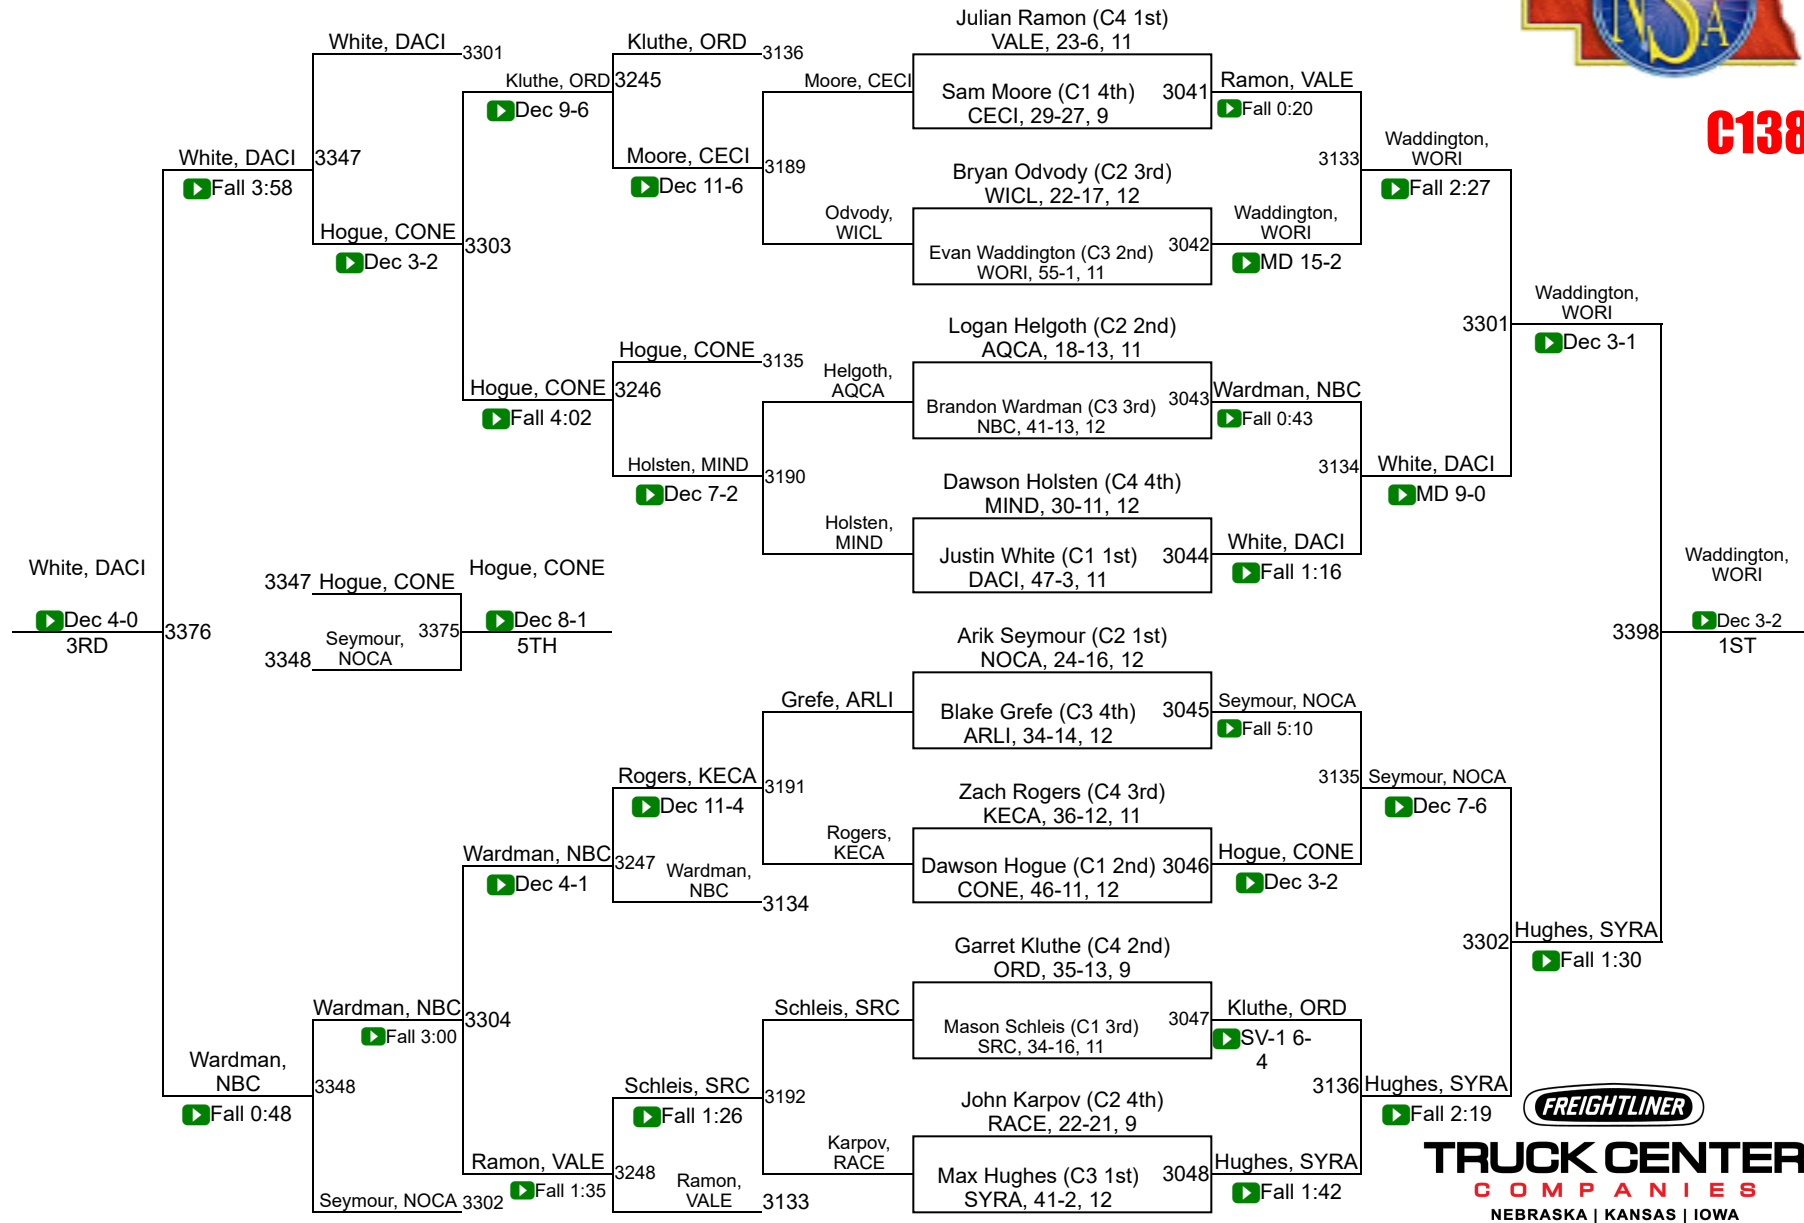 NSA
C138
White, DACI
3301
Kluthe, ORD
3136
Julian Ramon (C4 1st)
VALE, 23-6, 11
Kluthe, ORD
3245
Dec 9-6
Moore, CECI
Sam Moore (C1 4th)
CECI, 29-27, 9
3041
Ramon, VALE
Fall 0:20
White, DACI
3347
Fall 3:58
Moore, CECI
3189
Dec 11-6
Bryan Odvody (C2 3rd)
WICL, 22-17, 12
3133
Waddington,
WORI
Fall 2:27
Hogue, CONE
3303
Dec 3-2
Odvody,
WICL
Evan Waddington (C3 2nd)
WORI, 55-1, 11
3042
Waddington,
WORI
MD 15-2
Waddington,
WORI
3301
Dec 3-1
Hogue, CONE
3135
Logan Helgoth (C2 2nd)
AQCA, 18-13, 11
Hogue, CONE
3246
Fall 4:02
Helgoth,
AQCA
Brandon Wardman (C3 3rd)
NBC, 41-13, 12
3043
Wardman, NBC
Fall 0:43
Holsten, MIND
3190
Dec 7-2
Dawson Holsten (C4 4th)
MIND, 30-11, 12
3134
White, DACI
MD 9-0
Holsten,
MIND
Justin White (C1 1st)
DACI, 47-3, 11
3044
White, DACI
Fall 1:16
White, DACI
Dec 4-0
3RD
3376
3347
Hogue, CONE
3348
Seymour,
NOCA
3375
Hogue, CONE
Dec 8-1
5TH
3398
Waddington,
WORI
Dec 3-2
1ST
Arik Seymour (C2 1st)
NOCA, 24-16, 12
Grefe, ARLI
Blake Grefe (C3 4th)
ARLI, 34-14, 12
3045
Seymour, NOCA
Fall 5:10
Rogers, KECA
3191
Dec 11-4
Zach Rogers (C4 3rd)
KECA, 36-12, 11
3135
Seymour, NOCA
Dec 7-6
Wardman, NBC
3247
Dec 4-1
Wardman,
NBC
3134
Rogers,
KECA
Dawson Hogue (C1 2nd)
CONE, 46-11, 12
3046
Hogue, CONE
Dec 3-2
3302
Hughes, SYRA
Fall 1:30
Garret Kluthe (C4 2nd)
ORD, 35-13, 9
Wardman, NBC
3304
Fall 3:00
Schleis, SRC
Mason Schleis (C1 3rd)
SRC, 34-16, 11
3047
Kluthe, ORD
SV-1 6-
4
Wardman,
NBC
3348
Fall 0:48
Schleis, SRC
3192
Fall 1:26
John Karpov (C2 4th)
RACE, 22-21, 9
3136
Hughes, SYRA
Fall 2:19
Ramon, VALE
3248
Fall 1:35
Karpov,
RACE
Max Hughes (C3 1st)
SYRA, 41-2, 12
3048
Hughes, SYRA
Fall 1:42
Seymour, NOCA
3302
Ramon,
VALE
3133
FREIGHTLINER
TRUCK CENTER
COMPANIES
NEBRASKA | KANSAS | IOWA